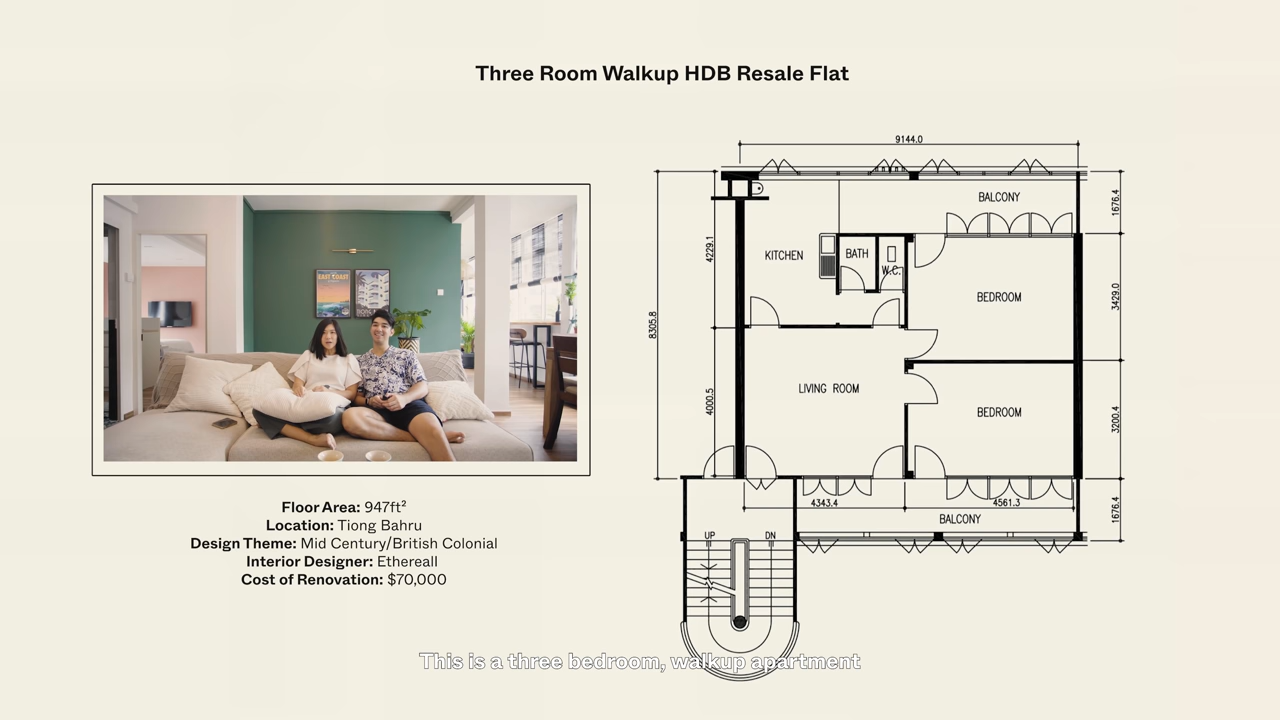 Three Room Walkup HDB Resale Flat
EAST COAST
Floor Area: 947ft²
Location: Tiong Bahru
Design Theme: Mid Century/British Colonial
Interior Designer: Ethereall
Cost of Renovation: $70,000
9144.0
BALCONY
1676.4
4229.1
KITCHEN
BATH
W.C.
BEDROOM
3429.0
8305.8
LIVING ROOM
4000.5
BEDROOM
3200.4
4343.4
4561.3
BALCONY
1676.4
UP
DN
This is a three bedroom, walkup apartment